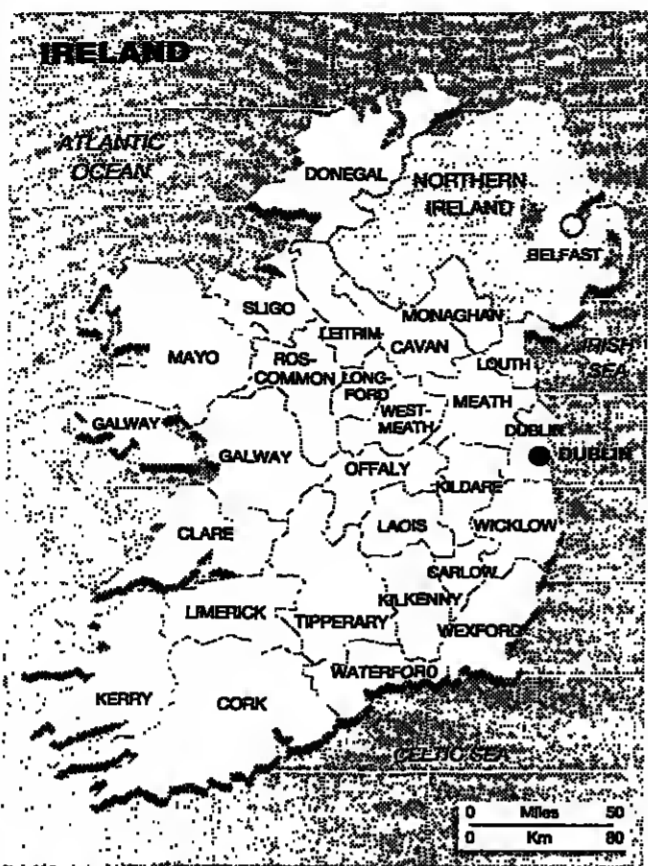 IRELAND
ATLANTIC
OCEAN
DONEGAL
NORTHERN
IRELAND
BELFAST
SLIGO
LEITRIM
MONAGHAN
MAYO
ROS-
COMMON
CAVAN
LOUTH
IRISH
SEA
LONG-
FORD
MEATH
WEST-
MEATH
GALWAY
DUBLIN
GALWAY
OFFALY
DUBLIN
KILDARE
CLARE
LAOIS
WICKLOW
CARLOW
LIMERICK
TIPPERARY
KILKENNY
WEXFORD
WATERFORD
KERRY
CORK
CELTIC SEA
0 Miles 50
0 Km 80